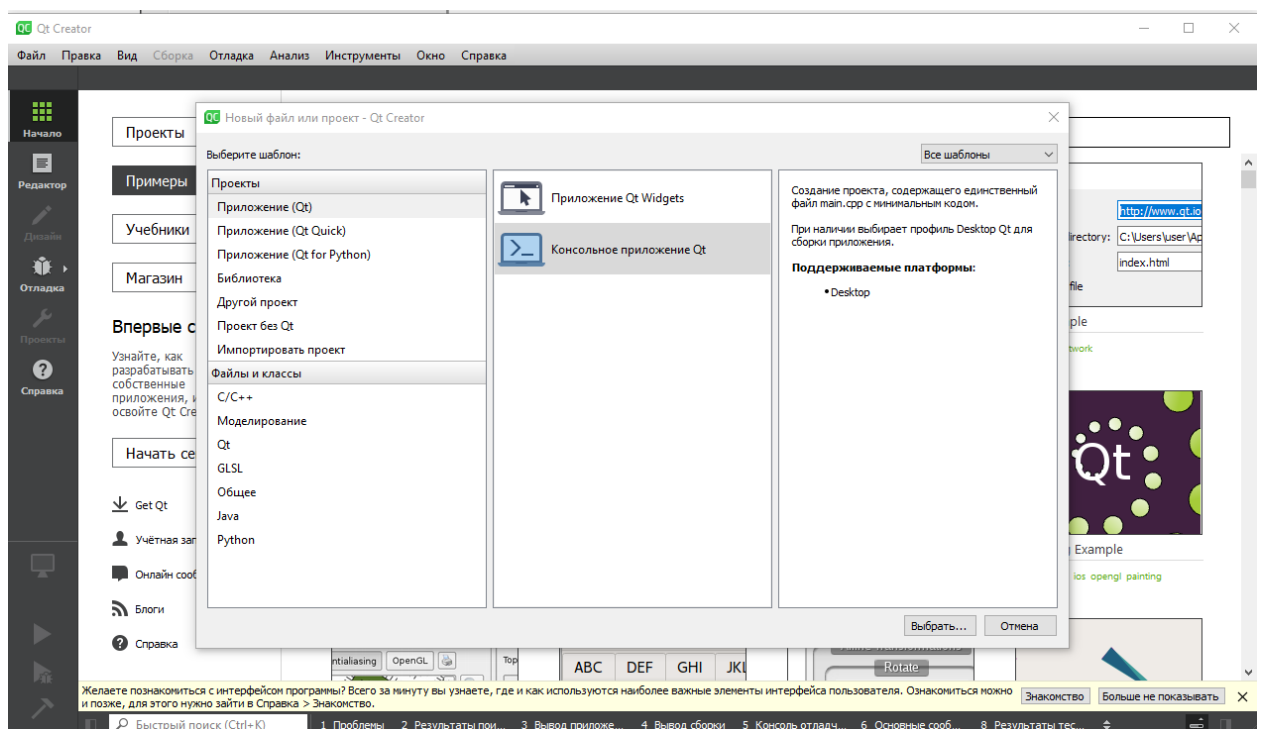 Qt Creator
Файл Правка Вид Сборка Отладка Анализ Инструменты Окно Справка
Начало
Редактор
Дизайн
Отладка
Проекты
Справка
Проекты
Примеры
Учебники
Магазин
Впервые с
Узнайте, как
разрабатывать
собственные
приложения, и
освойте Qt Cre
Начать се
Get Qt
Учётная зап
Онлайн сооб
Блоги
Справка
Новый файл или проект - Qt Creator
Выберите шаблон:
Все шаблоны
Проекты
Приложение (Qt)
Приложение (Qt Quick)
Приложение (Qt for Python)
Библиотека
Другой проект
Проект без Qt
Импортировать проект
Файлы и классы
C/C++
Моделирование
Qt
GLSL
Общее
Java
Python
Приложение Qt Widgets
Консольное приложение Qt
Создание проекта, содержащего единственный
файл main.cpp с минимальным кодом.
При наличии выбирает профиль Desktop Qt для
сборки приложения.
Поддерживаемые платформы:
•Desktop
Выбрать... Отмена
http://www.qt.io
irectory: C:\Users\user\Ap
index.html
file
ple
twork
Qt
Example
ios opengl painting
ntialiasing OpenGL
Top
ABC DEF GHI JKL
Rotate
Желаете познакомиться с интерфейсом программы? Всего за минуту вы узнаете, где и как используются наиболее важные элементы интерфейса пользователя. Ознакомиться можно
и позже, для этого нужно зайти в Справка > Знакомство.
Знакомство Больше не показывать
Быстрый поиск (Ctrl+K) 1 Проблемы 2 Результаты пои... 3 Вывод приложе... 4 Вывод сборки 5 Консоль отладч... 6 Основные сооб... 8 Результаты тес...